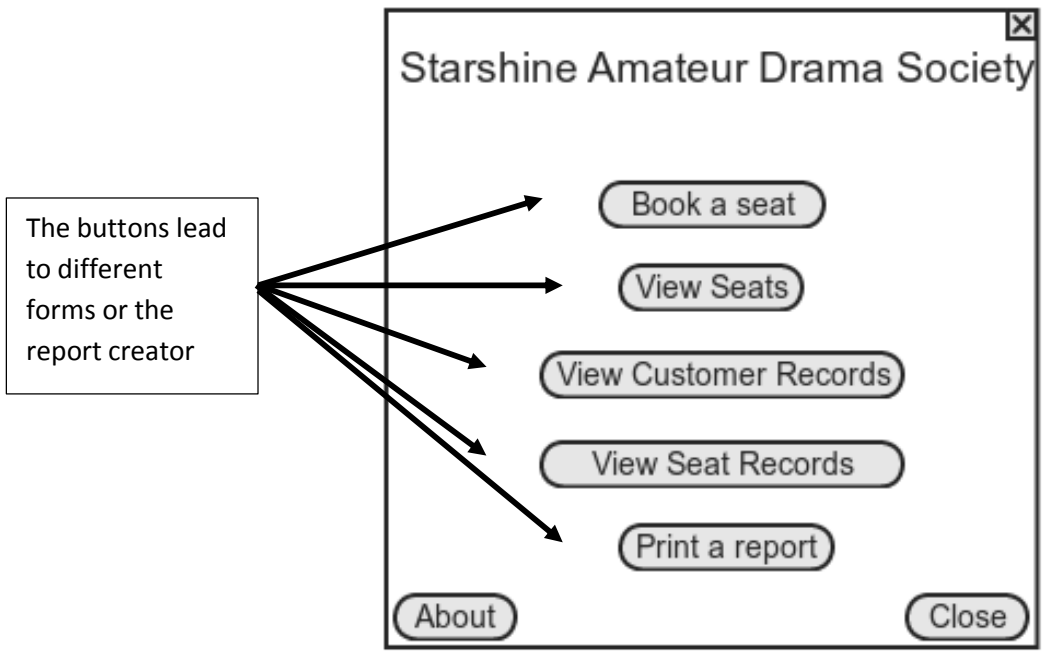 Starshine Amateur Drama Society
The buttons lead
to different
forms or the
report creator
Book a seat
View Seats
View Customer Records
View Seat Records
Print a report
About
Close